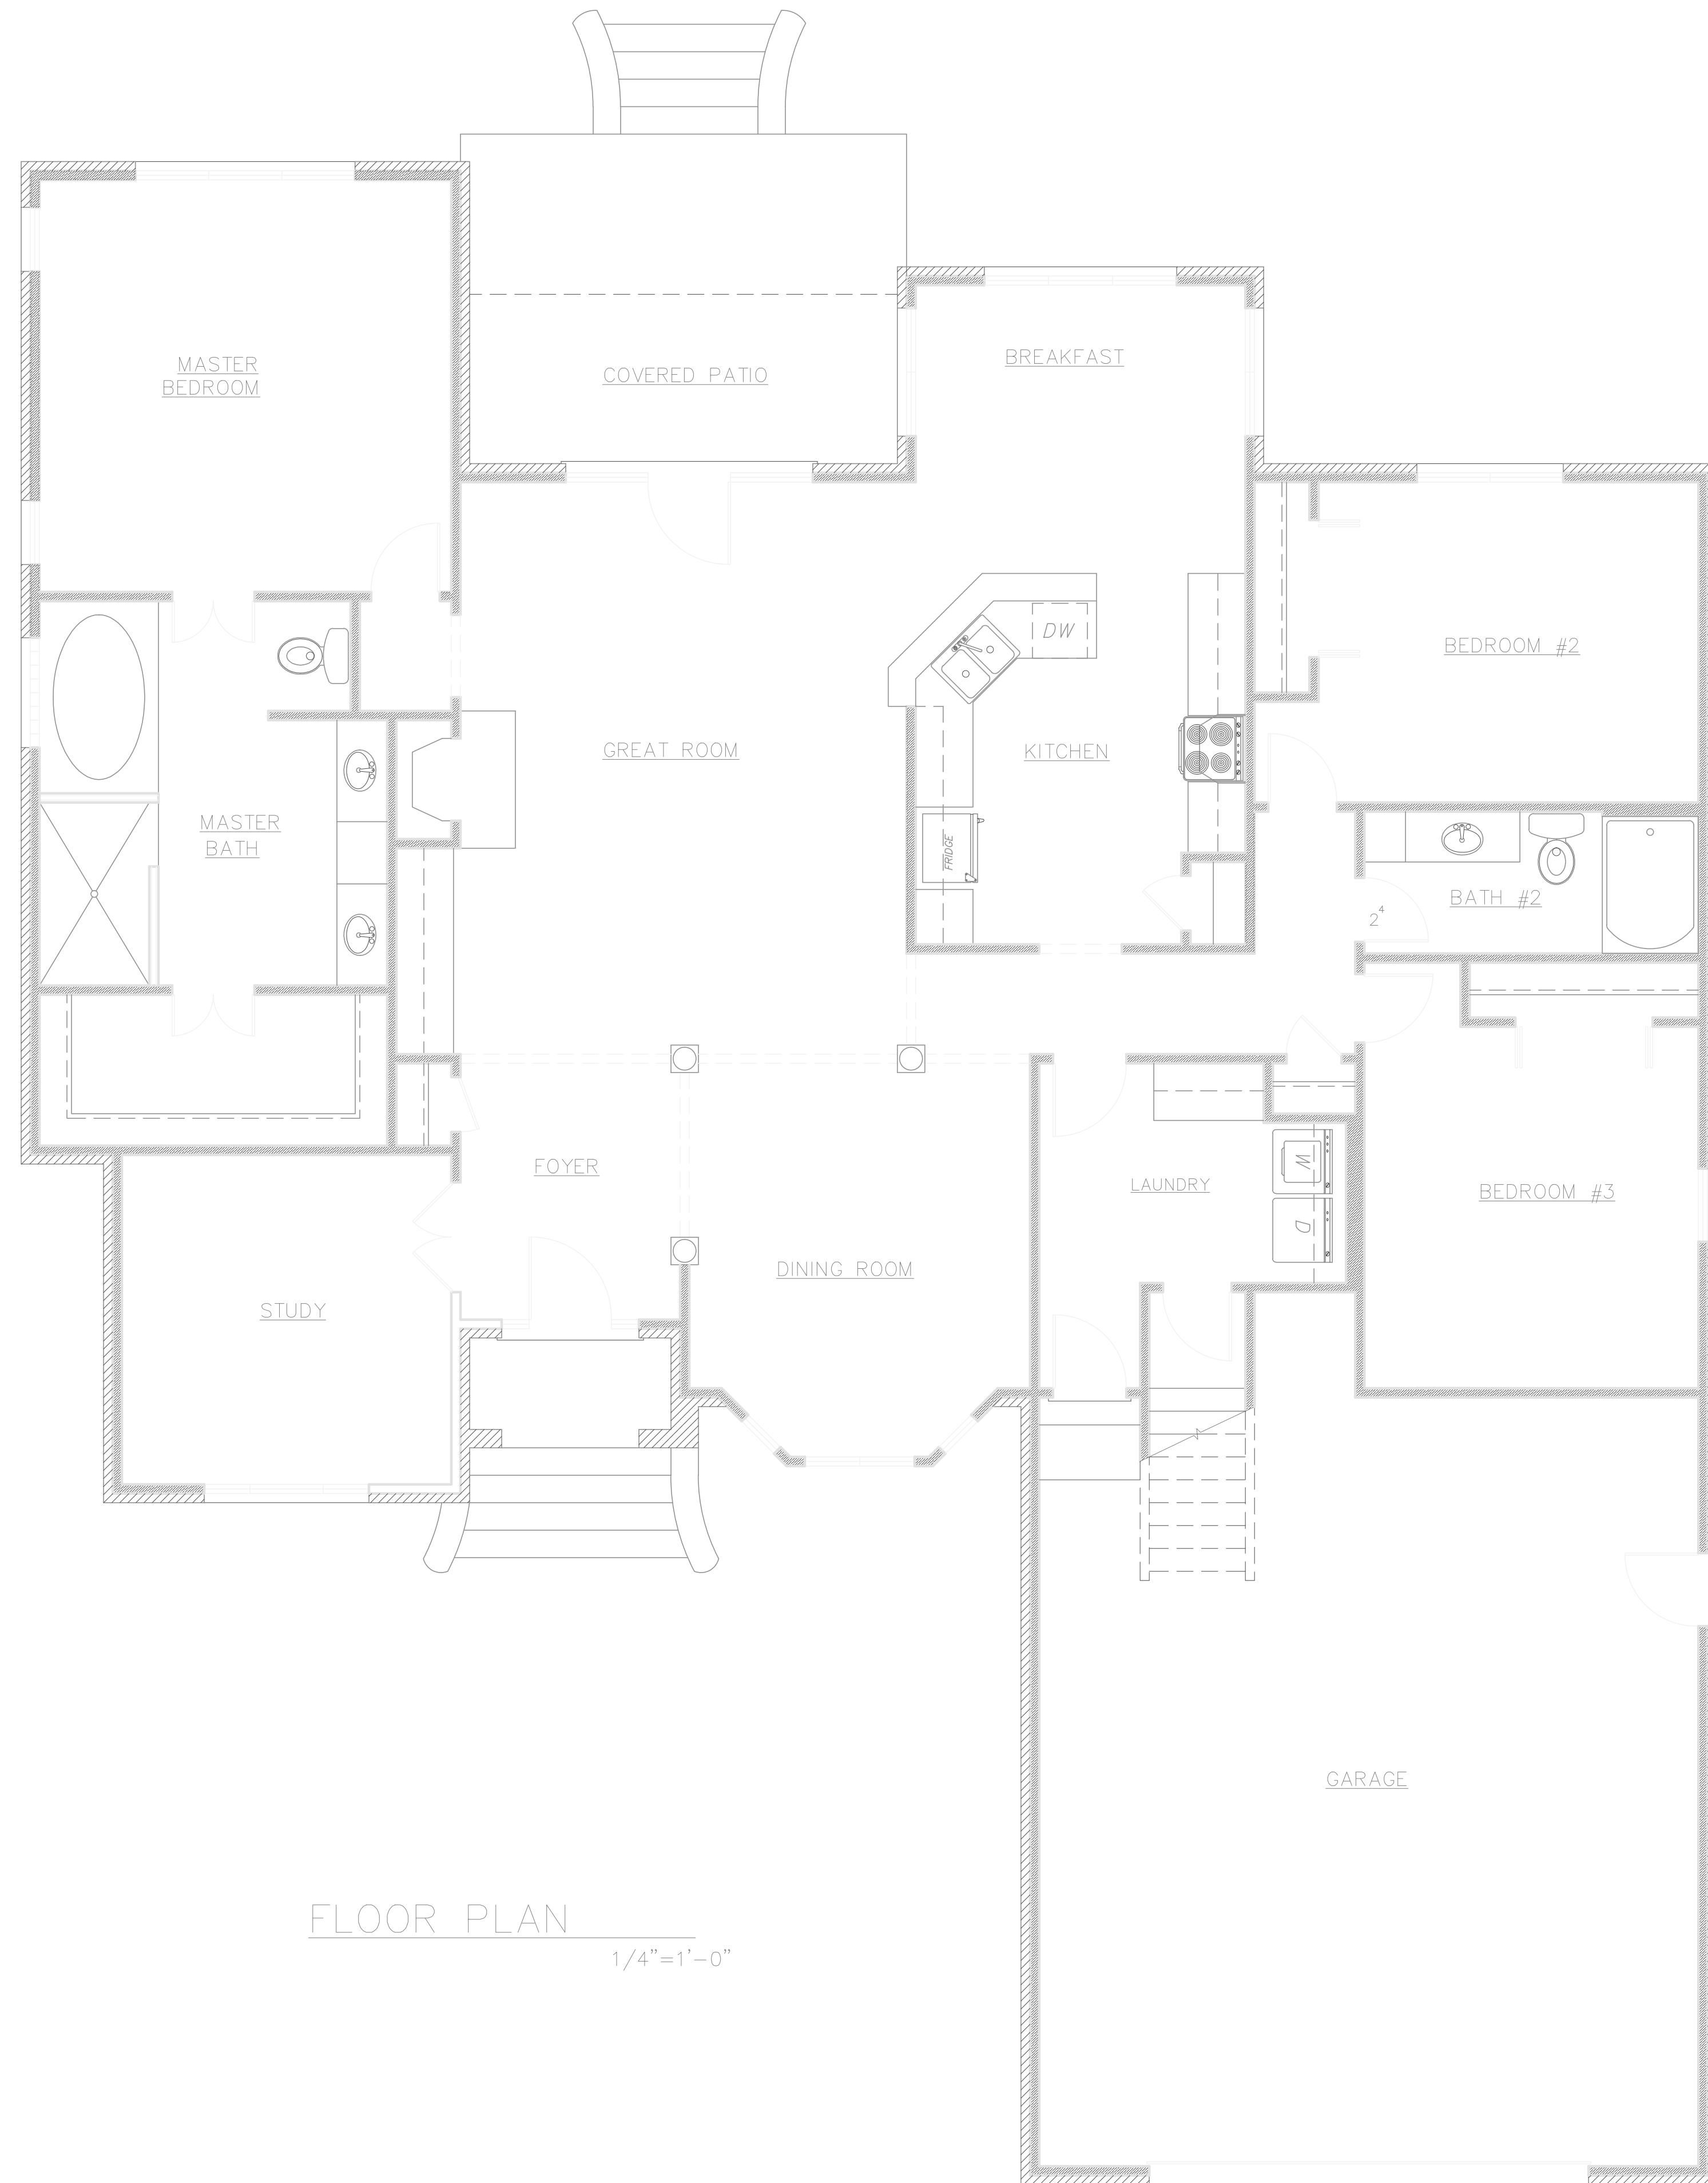 MASTER
BEDROOM
COVERED PATIO
BREAKFAST
DW
BEDROOM #2
GREAT ROOM
KITCHEN
MASTER
BATH
FRIDGE
BATH #2
2⁴
FOYER
LAUNDRY
W
BEDROOM #3
D
DINING ROOM
STUDY
GARAGE
FLOOR PLAN
1/4"=1'-0"